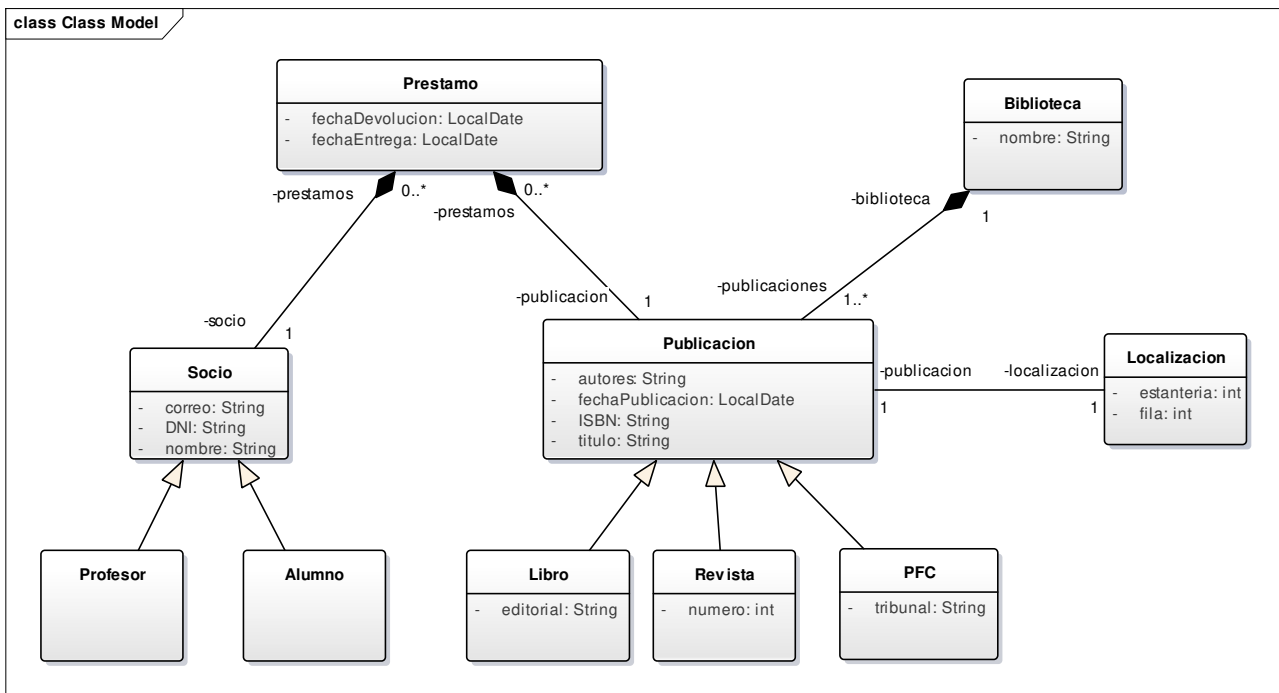 class Class Model
Prestamo
- fechaDevolucion: LocalDate
- fechaEntrega: LocalDate
Biblioteca
- nombre: String
-prestamos
0..*
0..*
-prestamos
-biblioteca
1
-publicacion
1
-publicaciones
1..*
-socio
1
Socio
- correo: String
- DNI: String
- nombre: String
Publicacion
- autores: String
- fechaPublicacion: LocalDate
- ISBN: String
- titulo: String
-publicacion
-localizacion
1
1
Localizacion
- estanteria: int
- fila: int
Profesor
Alumno
Libro
- editorial: String
Revista
- numero: int
PFC
- tribunal: String